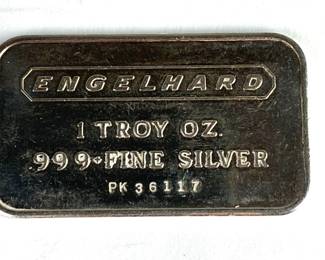 ENGELHARD
1 TROY OZ.
999+FINE SILVER
PK 36117